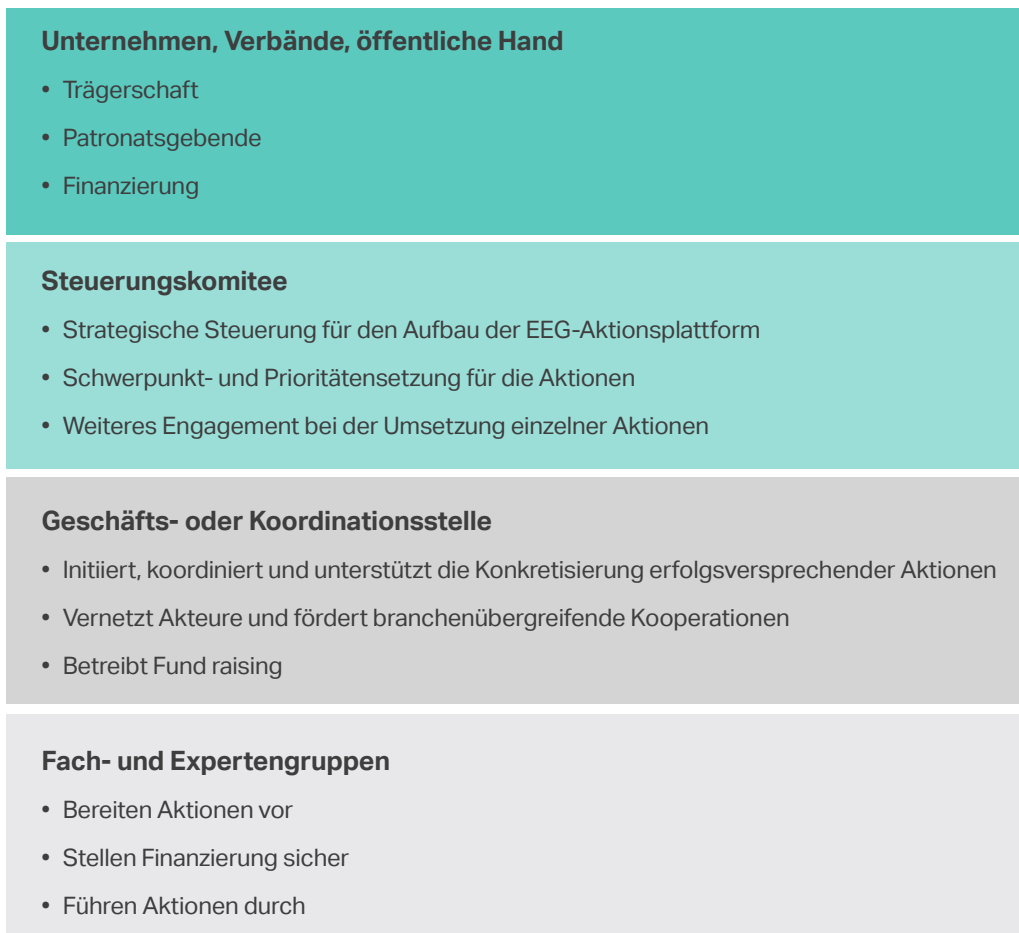 Unternehmen, Verbände, öffentliche Hand
• Trägerschaft
• Patronatsgebende
• Finanzierung
Steuerungskomitee
• Strategische Steuerung für den Aufbau der EEG-Aktionsplattform
• Schwerpunkt- und Prioritätensetzung für die Aktionen
• Weiteres Engagement bei der Umsetzung einzelner Aktionen
Geschäfts- oder Koordinationsstelle
• Initiiert, koordiniert und unterstützt die Konkretisierung erfolgsversprechender Aktionen
• Vernetzt Akteure und fördert branchenübergreifende Kooperationen
• Betreibt Fund raising
Fach- und Expertengruppen
• Bereiten Aktionen vor
• Stellen Finanzierung sicher
• Führen Aktionen durch